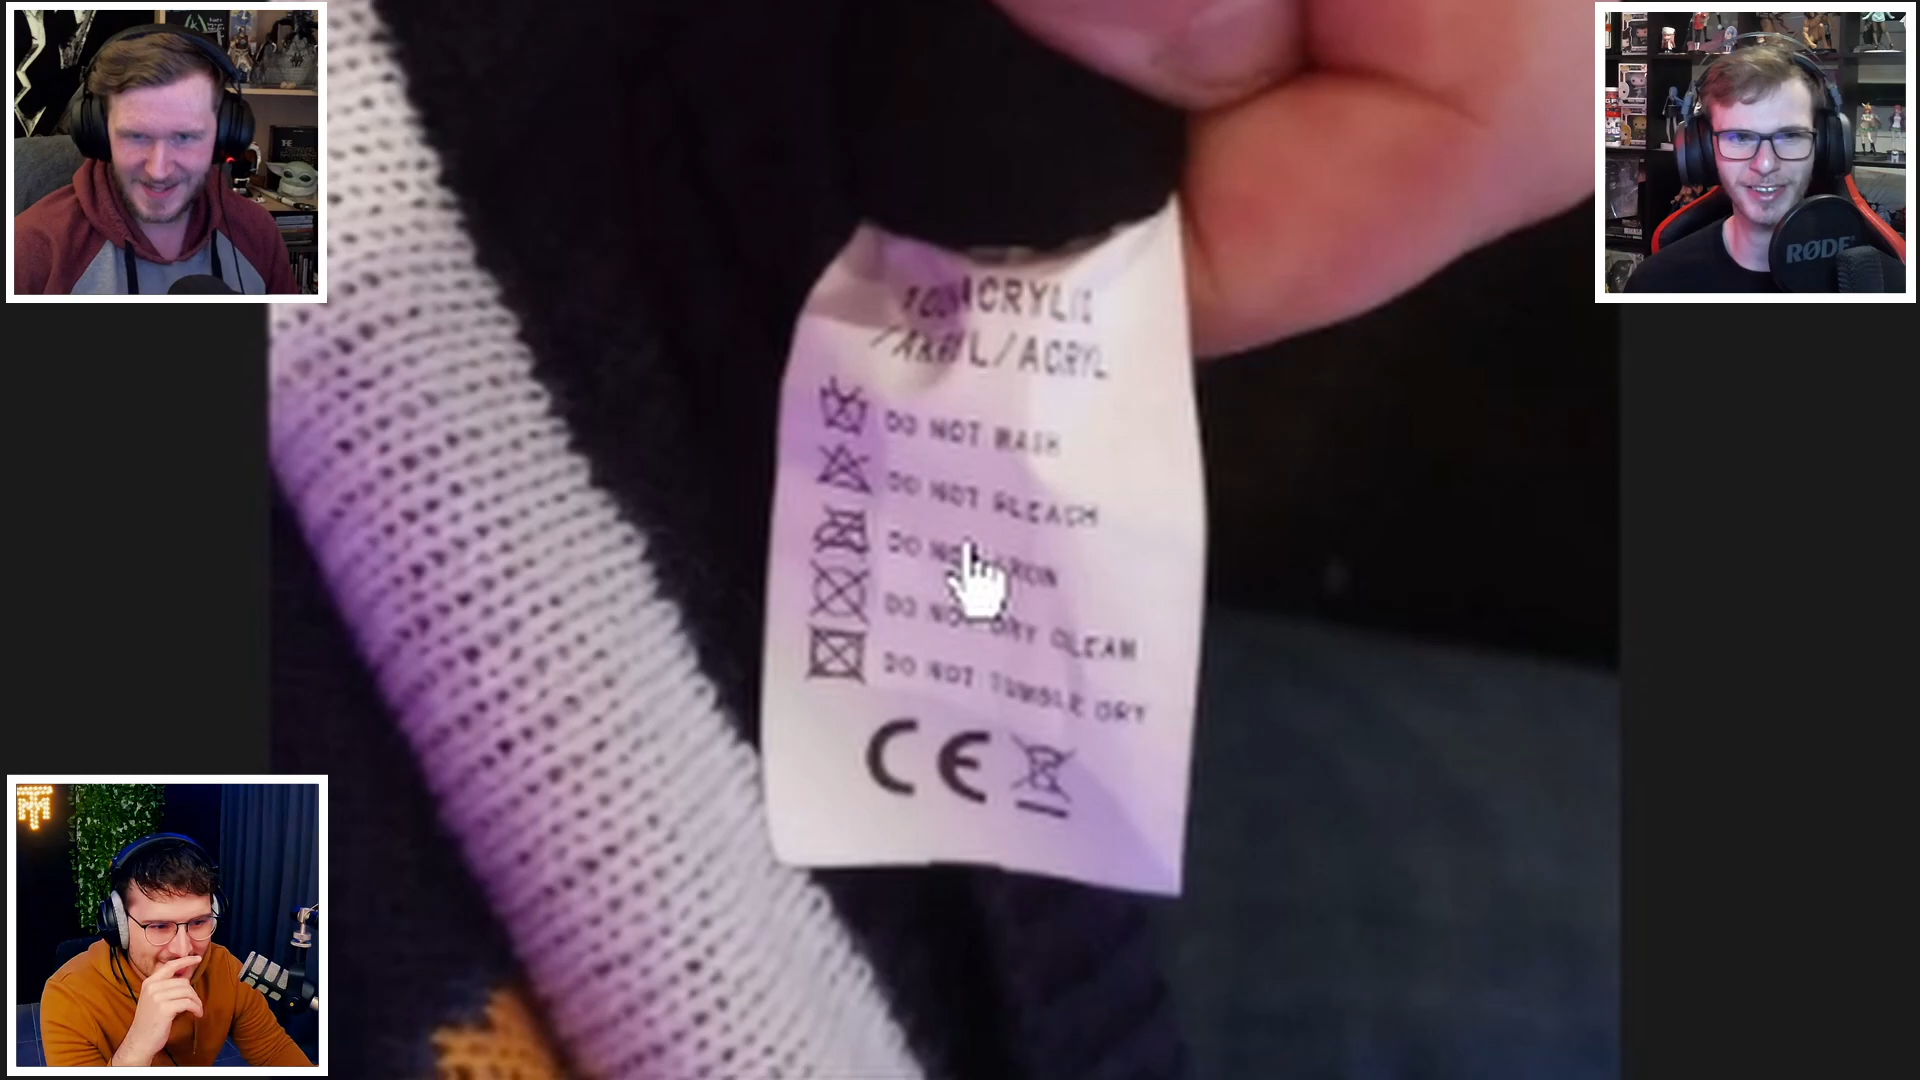 RØDE
ACRYLIC
/AKRYL/ACRYL
DO NOT WASH
DO NOT BLEACH
DO NOT IRON
DO NOT DRY CLEAN
DO NOT TUMBLE DRY
CE